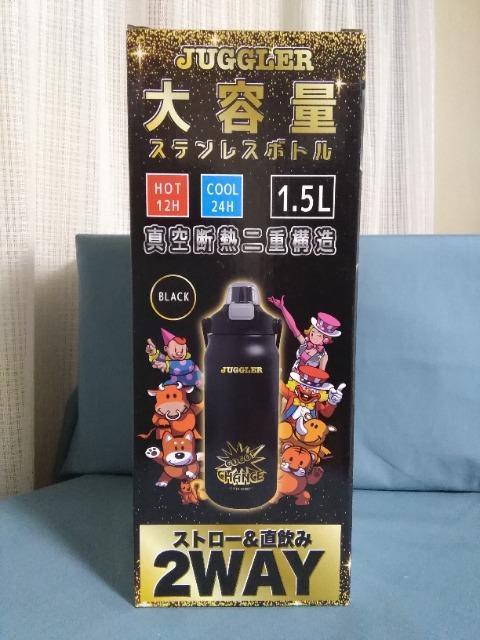 JUGGLER
大容量
ステンレスボトル
HOT
12H
COOL
24H
1.5L
真空断熱二重構造
BLACK
JUGGLER
GOGO!
CHANCE
ストロー&直飲み
2WAY